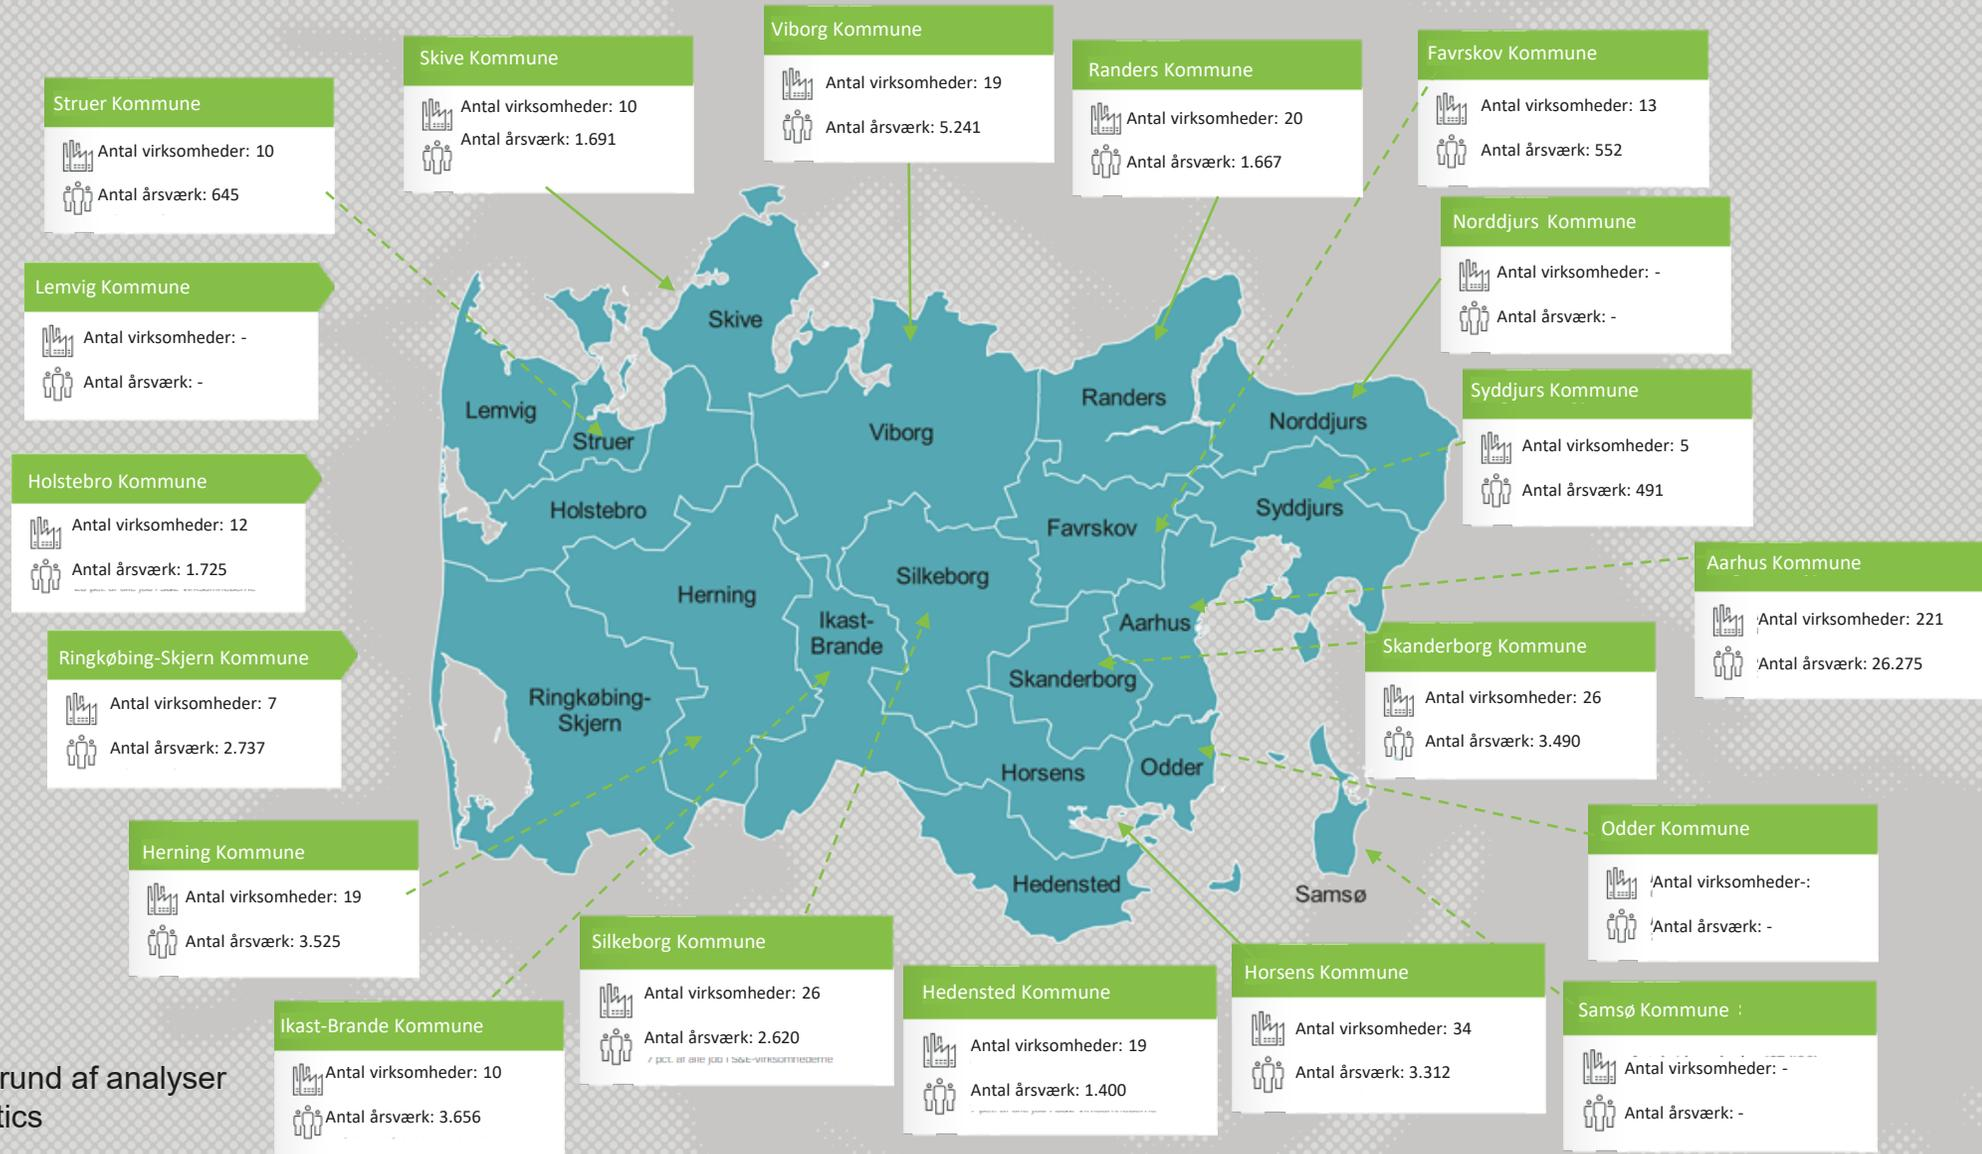 Viborg Kommune
Antal virksomheder: 19
Antal årsværk: 5.241
Skive Kommune
Antal virksomheder: 10
Antal årsværk: 1.691
Randers Kommune
Antal virksomheder: 20
Antal årsværk: 1.667
Favrskov Kommune
Antal virksomheder: 13
Antal årsværk: 552
Struer Kommune
Antal virksomheder: 10
Antal årsværk: 645
Norddjurs Kommune
Antal virksomheder: -
Antal årsværk: -
Lemvig Kommune
Antal virksomheder: -
Antal årsværk: -
Syddjurs Kommune
Antal virksomheder: 5
Antal årsværk: 491
Holstebro Kommune
Antal virksomheder: 12
Antal årsværk: 1.725
Aarhus Kommune
Antal virksomheder: 221
Antal årsværk: 26.275
Ringkøbing-Skjern Kommune
Antal virksomheder: 7
Antal årsværk: 2.737
Skanderborg Kommune
Antal virksomheder: 26
Antal årsværk: 3.490
Skive
Lemvig
Struer
Viborg
Randers
Norddjurs
Holstebro
Favrskov
Syddjurs
Herning
Silkeborg
Ikast-
Brande
Aarhus
Skanderborg
Ringkøbing-
Skjern
Horsens
Odder
Hedensted
Samsø
Herning Kommune
Antal virksomheder: 19
Antal årsværk: 3.525
Odder Kommune
Antal virksomheder-:
Antal årsværk: -
Silkeborg Kommune
Antal virksomheder: 26
Antal årsværk: 2.620
7 pct. af alle job i S&E-virksomhederne
Hedensted Kommune
Antal virksomheder: 19
Antal årsværk: 1.400
Horsens Kommune
Antal virksomheder: 34
Antal årsværk: 3.312
Samsø Kommune :
Antal virksomheder: -
Antal årsværk: -
Ikast-Brande Kommune
Antal virksomheder: 10
Antal årsværk: 3.656
rund af analyser
tics